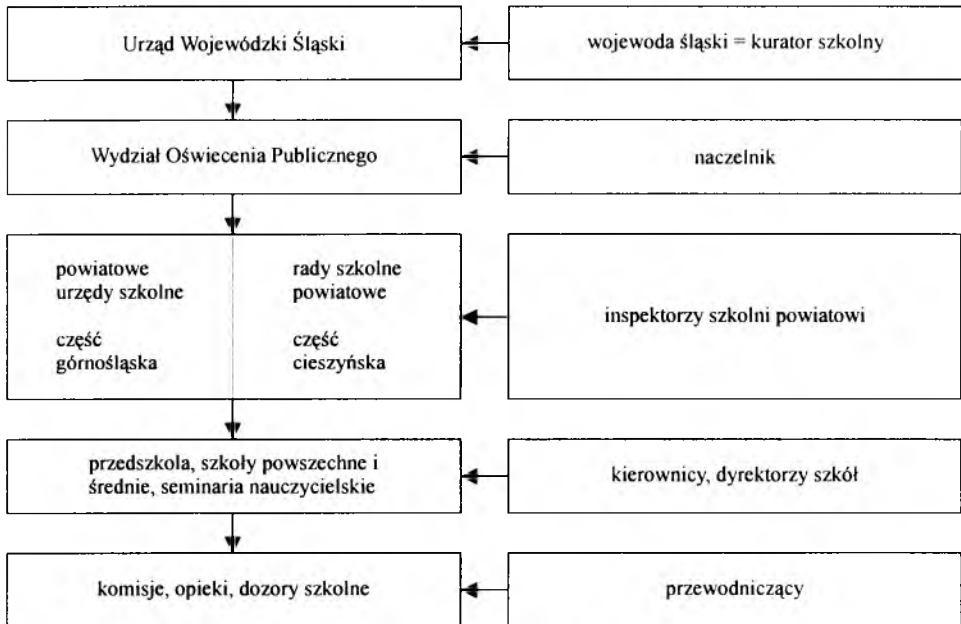 Urząd Wojewódzki Śląski
wojewoda śląski = kurator szkolny
Wydział Oświecenia Publicznego
naczelnik
powiatowe
urzędy szkolne
część
górnośląska
rady szkolne
powiatowe
część
cieszyńska
inspektorzy szkolni powiatowi
przedszkola, szkoły powszechne i
średnie, seminaria nauczycielskie
kierownicy, dyrektorzy szkół
komisje, opieki, dozory szkolne
przewodniczący